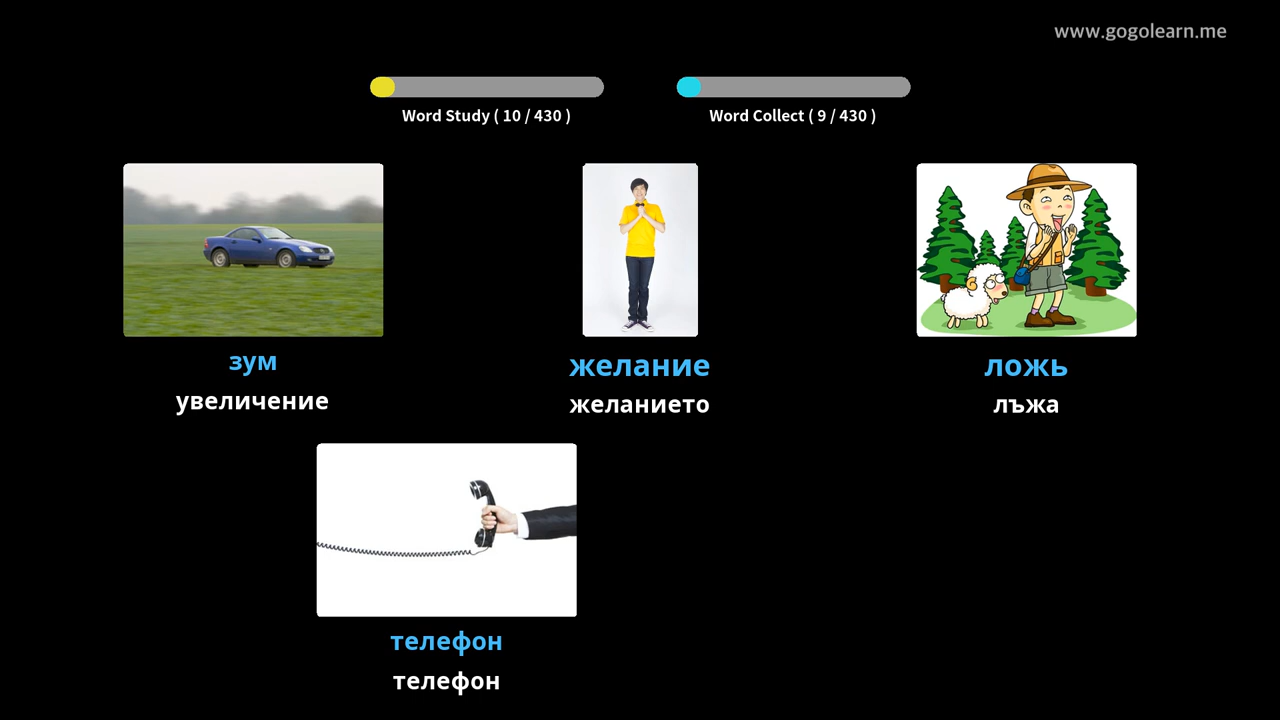 www.gogolearn.me
Word Study ( 10 / 430 )
Word Collect ( 9 / 430 )
зум
увеличение
желание
желанието
ложь
лъжа
телефон
телефон